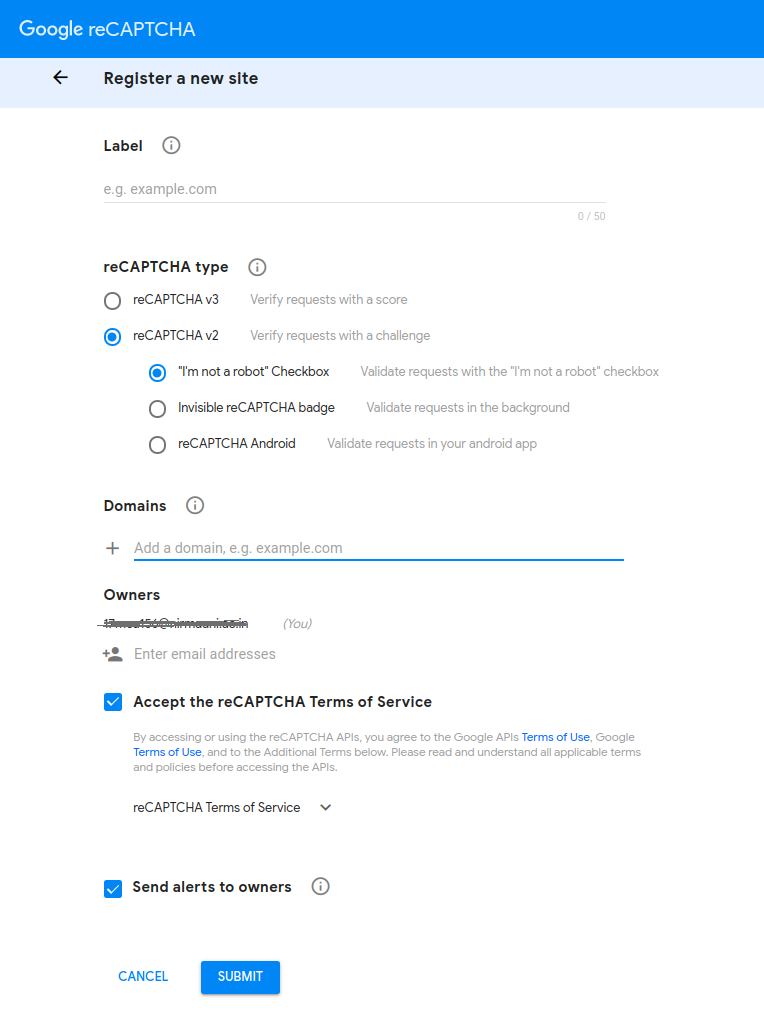 Google reCAPTCHA
Register a new site
Label
e.g. example.com
0 / 50
reCAPTCHA type
reCAPTCHA v3 Verify requests with a score
reCAPTCHA v2 Verify requests with a challenge
"I'm not a robot" Checkbox Validate requests with the "I'm not a robot" checkbox
Invisible reCAPTCHA badge Validate requests in the background
reCAPTCHA Android Validate requests in your android app
Domains
Add a domain, e.g. example.com
Owners
(You)
Enter email addresses
Accept the reCAPTCHA Terms of Service
By accessing or using the reCAPTCHA APIs, you agree to the Google APIs Terms of Use, Google
Terms of Use, and to the Additional Terms below. Please read and understand all applicable terms
and policies before accessing the APIs.
reCAPTCHA Terms of Service
Send alerts to owners
CANCEL SUBMIT